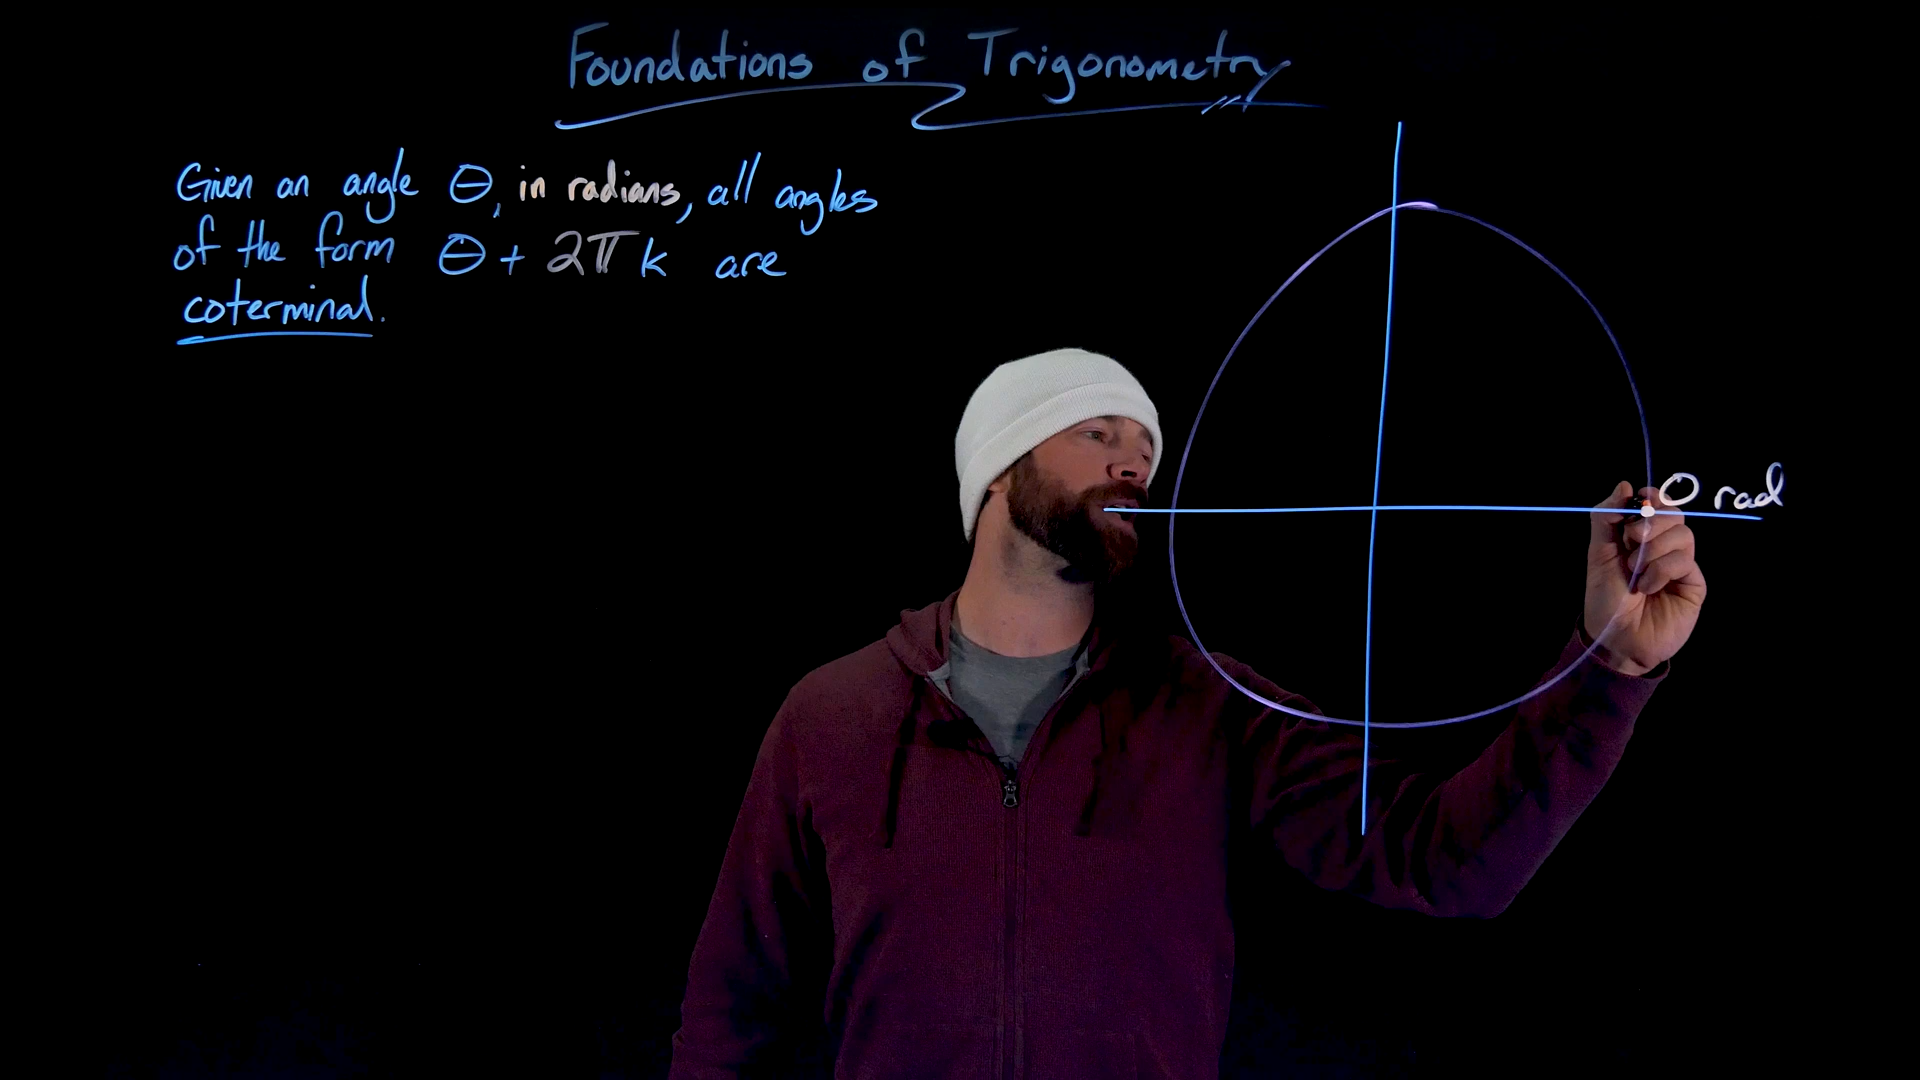 Foundations of Trigonometry
Given an angle θ, in radians, all angles
of the form θ + 2πk are
coterminal.
0 rad